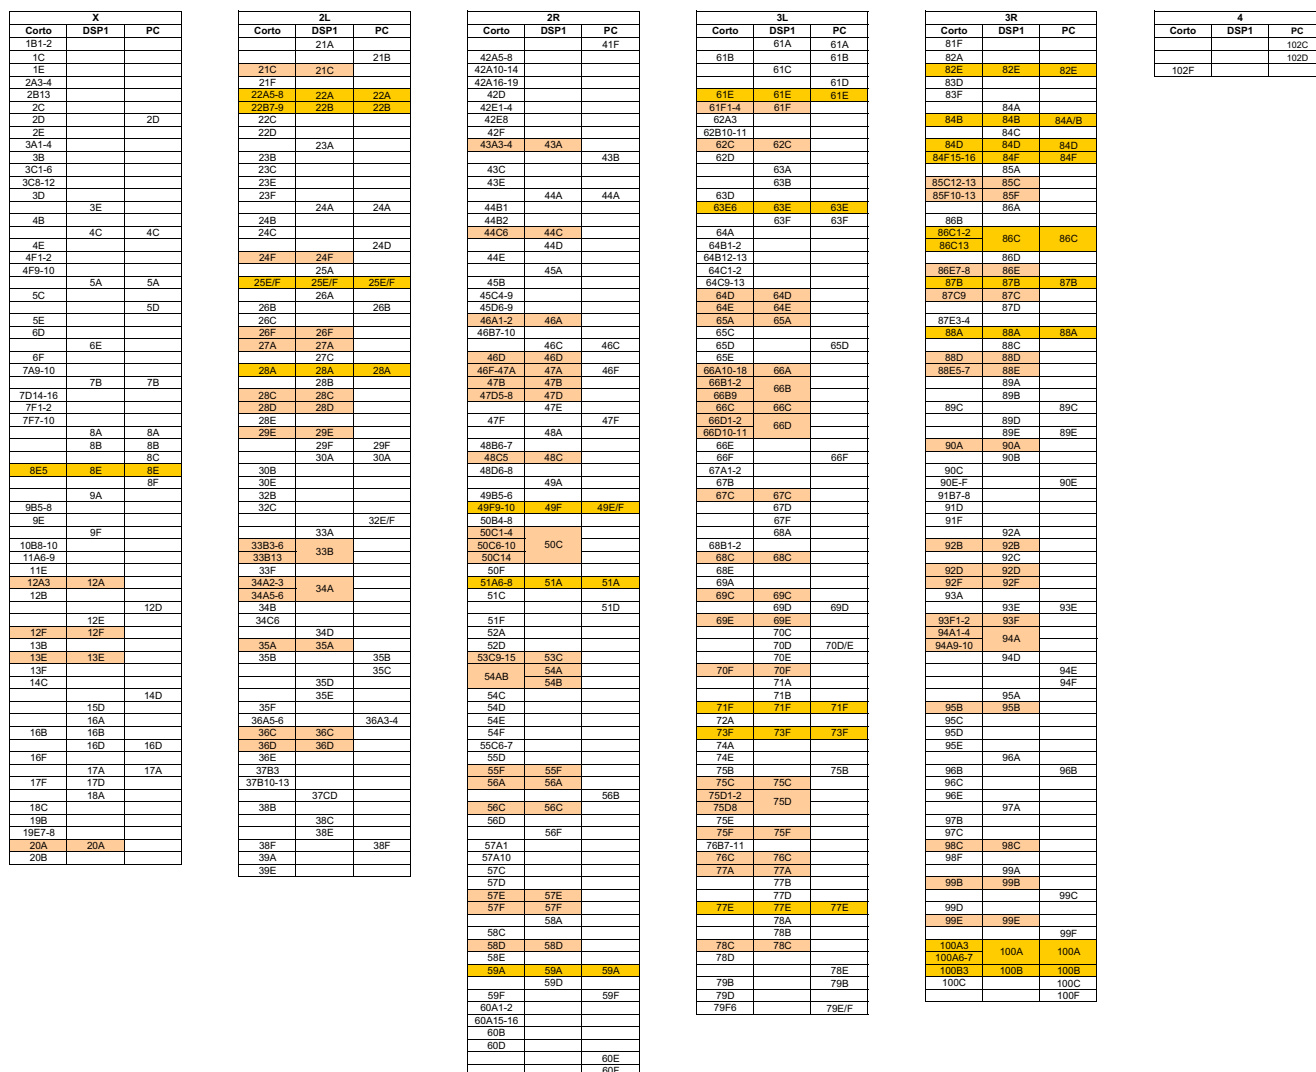 X
Corto DSP1 PC
1B1-2
1C
1E
2A3-4
2B13
2C
2D 2D
2E
3A1-4
3B
3C1-6
3C8-12
3D
3E
4B
4C 4C
4E
4F1-2
4F9-10
5A 5A
5C
5D
5E
6D
6E
6F
7A9-10
7B 7B
7D14-16
7F1-2
7F7-10
8A 8A
8B 8B
8C
8E5 8E 8E
8F
9A
9B5-8
9E
9F
10B8-10
11A6-9
11E
12A3 12A
12B
12D
12E
12F 12F
13B
13E 13E
13F
14C
14D
15D
16A
16B 16B
16D 16D
16F
17A 17A
17F 17D
18A
18C
19B
19E7-8
20A 20A
20B
2L
Corto DSP1 PC
21A
21B
21C 21C
21F
22A5-8 22A 22A
22B7-9 22B 22B
22C
22D
23A
23B
23C
23E
23F
24A 24A
24B
24C
24D
24F 24F
25A
25E/F 25E/F 25E/F
26A
26B 26B
26C
26F 26F
27A 27A
27C
28A 28A 28A
28B
28C 28C
28D 28D
28E
29E 29E
29F 29F
30A 30A
30B
30E
32B
32C
32E/F
33A
33B3-6 33B
33B13
33F
34A2-3 34A
34A5-6
34B
34C6
34D
35A 35A
35B 35B
35C
35D
35E
35F
36A5-6 36A3-4
36C 36C
36D 36D
36E
37B3
37B10-13
37CD
38B
38C
38E
38F 38F
39A
39E
2R
Corto DSP1 PC
41F
42A5-8
42A10-14
42A16-19
42D
42E1-4
42E8
42F
43A3-4 43A
43B
43C
43E
44A 44A
44B1
44B2
44C6 44C
44D
44E
45A
45B
45C4-9
45D6-9
46A1-2 46A
46B7-10
46C 46C
46D 46D
46F-47A 47A 46F
47B 47B
47D5-8 47D
47E
47F 47F
48A
48B6-7
48C5 48C
48D6-8
49A
49B5-6
49F9-10 49F 49E/F
50B4-8
50C1-4 50C
50C6-10
50C14
50F
51A6-8 51A 51A
51C
51D
51F
52A
52D
53C9-15 53C
54AB 54A
54B
54C
54D
54E
54F
55C6-7
55D
55F 55F
56A 56A
56B
56C 56C
56D
56F
57A1
57A10
57C
57D
57E 57E
57F 57F
58A
58C
58D 58D
58E
59A 59A 59A
59D
59F 59F
60A1-2
60A15-16
60B
60D
60E
60F
3L
Corto DSP1 PC
61A 61A
61B 61B
61C
61D
61E 61E 61E
61F1-4 61F
62A3
62B10-11
62C 62C
62D
63A
63B
63D
63E6 63E 63E
63F 63F
64A
64B1-2
64B12-13
64C1-2
64C9-13
64D 64D
64E 64E
65A 65A
65C
65D 65D
65E
66A10-18 66A
66B1-2 66B
66B9
66C 66C
66D1-2 66D
66D10-11
66E
66F 66F
67A1-2
67B
67C 67C
67D
67F
68A
68B1-2
68C 68C
68E
69A
69C 69C
69D 69D
69E 69E
70C
70D 70D/E
70E
70F 70F
71A
71B
71F 71F 71F
72A
73F 73F 73F
74A
74E
75B 75B
75C 75C
75D1-2 75D
75D8
75E
75F 75F
76B7-11
76C 76C
77A 77A
77B
77D
77E 77E 77E
78A
78B
78C 78C
78D
78E
79B 79B
79D
79F6 79E/F
3R
Corto DSP1 PC
81F
82A
82E 82E 82E
83D
83F
84A
84B 84B 84A/B
84C
84D 84D 84D
84F15-16 84F 84F
85A
85C12-13 85C
85F10-13 85F
86A
86B
86C1-2 86C 86C
86C13
86D
86E7-8 86E
87B 87B 87B
87C9 87C
87D
87E3-4
88A 88A 88A
88C
88D 88D
88E5-7 88E
89A
89B
89C 89C
89D
89E 89E
90A 90A
90B
90C
90E-F 90E
91B7-8
91D
91F
92A
92B 92B
92C
92D 92D
92F 92F
93A
93E 93E
93F1-2 93F
94A1-4 94A
94A9-10
94D
94E
94F
95A
95B 95B
95C
95D
95E
96A
96B 96B
96C
96E
97A
97B
97C
98C 98C
98F
99A
99B 99B
99C
99D
99E 99E
99F
100A3 100A 100A
100A6-7
100B3 100B 100B
100C 100C
100F
4
Corto DSP1 PC
102C
102D
102F